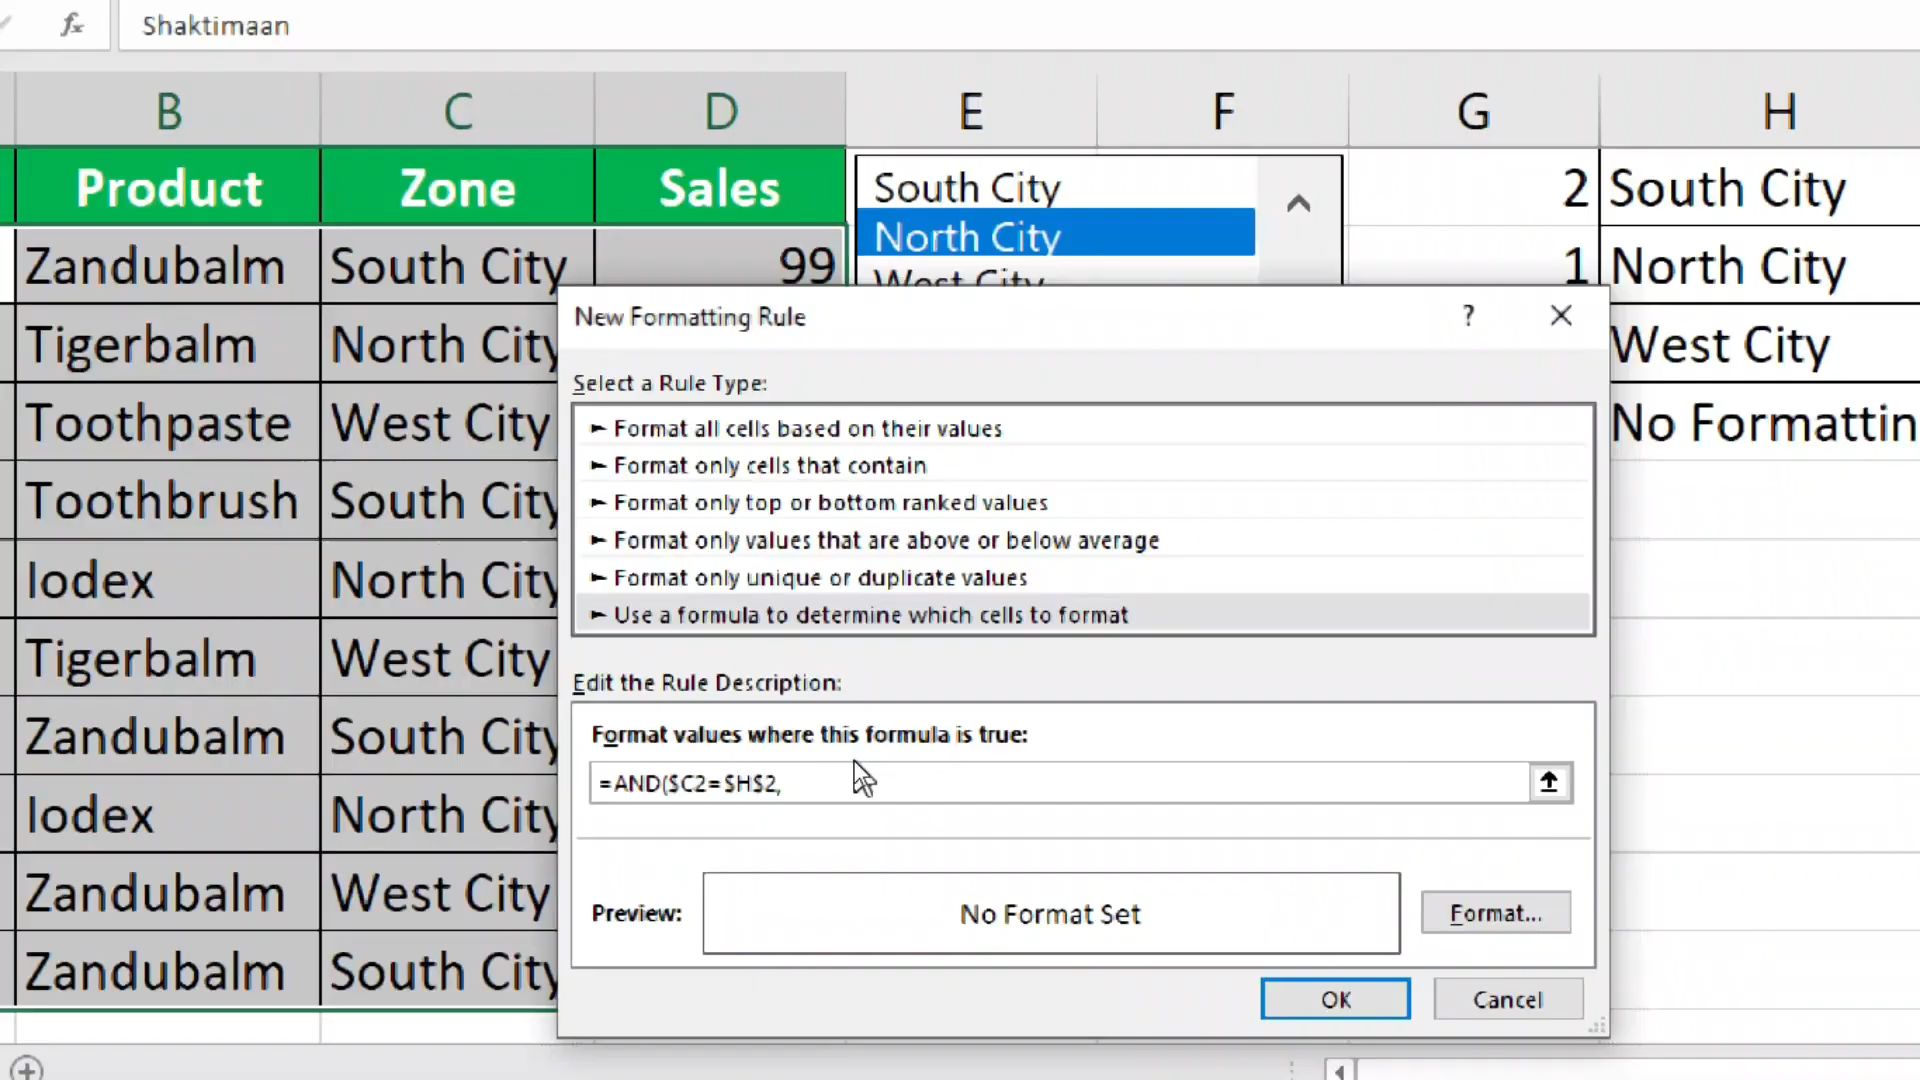 fx Shaktimaan
B C D E F G H
Product Zone Sales South City 2 South City
Zandubalm South City 99 North City 1 North City
West City
Tigerbalm North City West City
Toothpaste West City No Formattin
Toothbrush South City
Iodex North City
Tigerbalm West City
Zandubalm South City
Iodex North City
Zandubalm West City
Zandubalm South City
New Formatting Rule ?
Select a Rule Type:
► Format all cells based on their values
► Format only cells that contain
► Format only top or bottom ranked values
► Format only values that are above or below average
► Format only unique or duplicate values
► Use a formula to determine which cells to format
Edit the Rule Description:
Format values where this formula is true:
=AND($C2=$H$2,
Preview: No Format Set Format...
OK Cancel